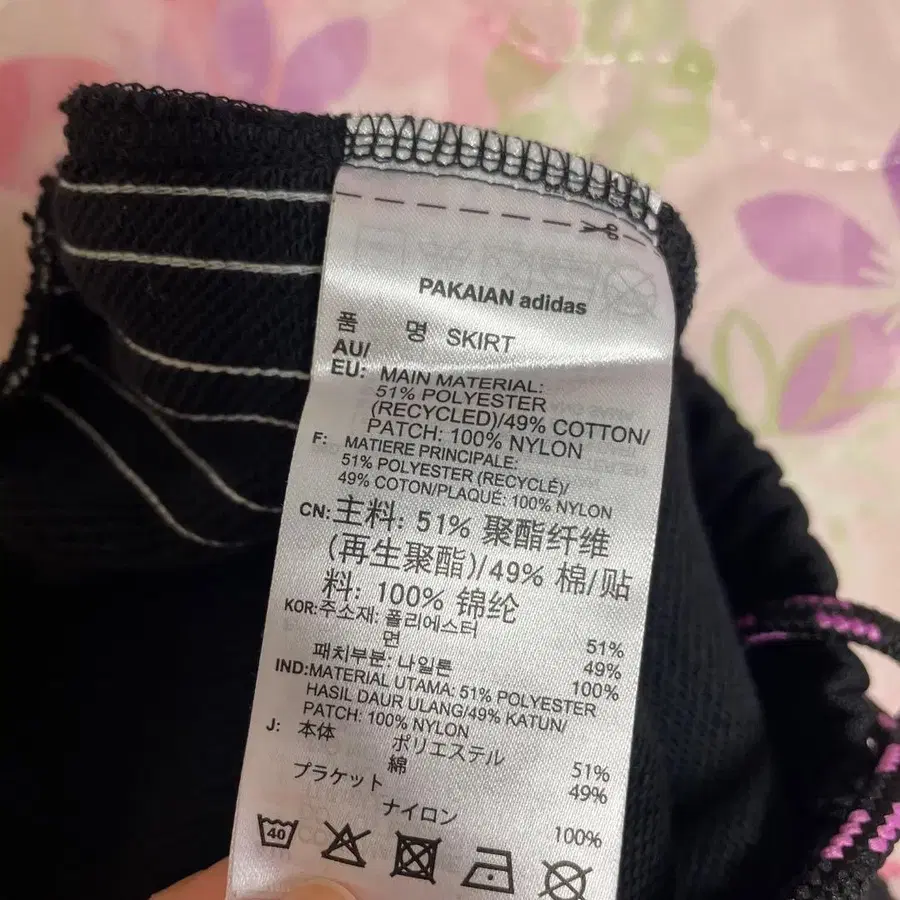 PAKAIAN adidas
품 명 SKIRT
AU/
EU: MAIN MATERIAL:
51% POLYESTER
(RECYCLED)/49% COTTON/
PATCH: 100% NYLON
F: MATIERE PRINCIPALE:
51% POLYESTER (RECYCLÉ)/
49% COTON/PLAQUÉ: 100% NYLON
CN: 主料: 51% 聚酯纤维
(再生聚酯)/49% 棉/贴
料: 100% 锦纶
KOR: 주소재: 폴리에스터 51%
면 49%
패치부분: 나일론 100%
IND: MATERIAL UTAMA: 51% POLYESTER
HASIL DAUR ULANG/49% KATUN/
PATCH: 100% NYLON
J: 本体 ポリエステル 51%
綿 49%
プラケット
ナイロン 100%
40